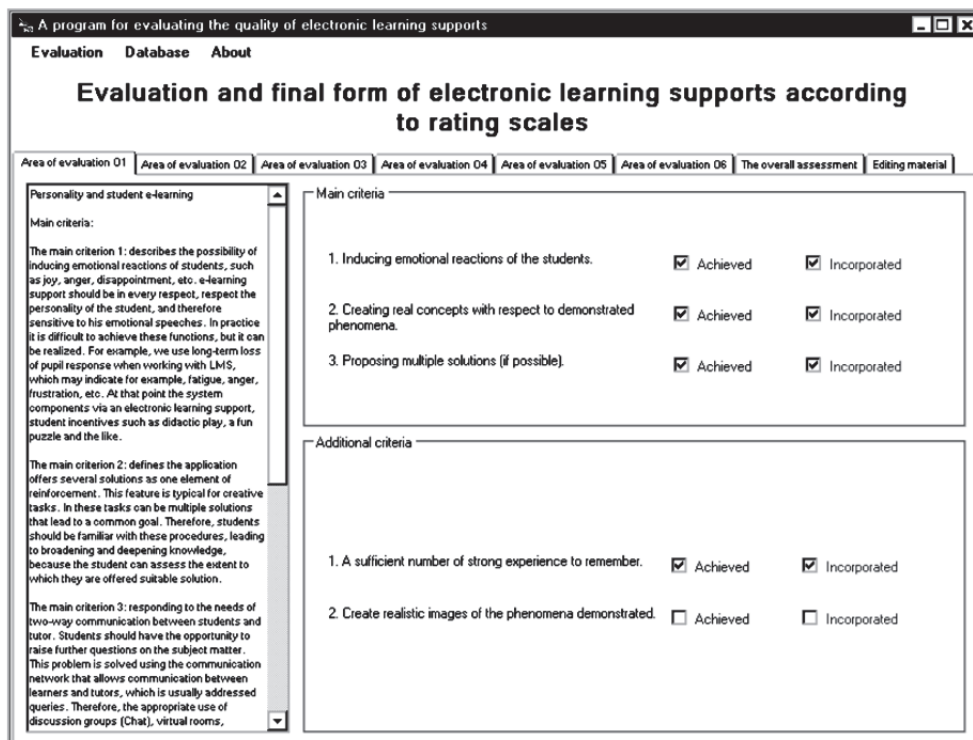 A program for evaluating the quality of electronic learning supports
Evaluation Database About
Evaluation and final form of electronic learning supports according
to rating scales
Area of evaluation 01 Area of evaluation 02 Area of evaluation 03 Area of evaluation 04 Area of evaluation 05 Area of evaluation 06 The overall assessment Editing material
Personality and student e-learning
Main criteria:
The main criterion 1: describes the possibility of
inducing emotional reactions of students, such
as joy, anger, disappointment, etc. e-learning
support should be in every respect, respect the
personality of the student, and therefore
sensitive to his emotional speeches. In practice
it is difficult to achieve these functions, but it can
be realized. For example, we use long-term loss
of pupil response when working with LMS,
which may indicate for example, fatigue, anger,
frustration, etc. At that point the system
components via an electronic learning support,
student incentives such as didactic play, a fun
puzzle and the like.
The main criterion 2: defines the application
offers several solutions as one element of
reinforcement. This feature is typical for creative
tasks. In these tasks can be multiple solutions
that lead to a common goal. Therefore, students
should be familiar with these procedures, leading
to broadening and deepening knowledge,
because the student can assess the extent to
which they are offered suitable solution.
The main criterion 3: responding to the needs of
two-way communication between students and
tutor. Students should have the opportunity to
raise further questions on the subject matter.
This problem is solved using the communication
network that allows communication between
learners and tutors, which is usually addressed
queries. Therefore, the appropriate use of
discussion groups (Chat), virtual rooms,
Main criteria
1. Inducing emotional reactions of the students. Achieved Incorporated
2. Creating real concepts with respect to demonstrated
phenomena. Achieved Incorporated
3. Proposing multiple solutions (if possible). Achieved Incorporated
Additional criteria
1. A sufficient number of strong experience to remember. Achieved Incorporated
2. Create realistic images of the phenomena demonstrated. Achieved Incorporated